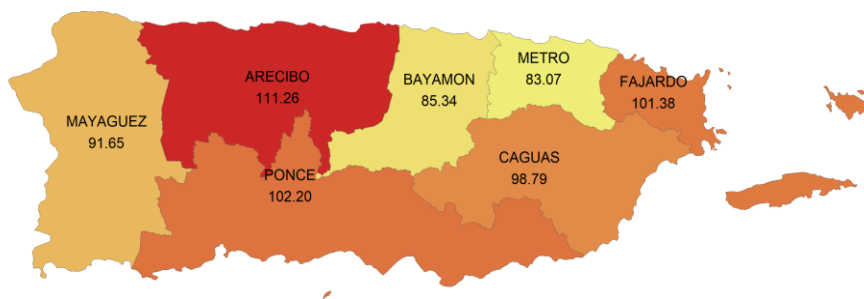 METRO
83.07
ARECIBO
111.26
BAYAMON
85.34
FAJARDO
101.38
MAYAGUEZ
91.65
CAGUAS
98.79
PONCE
102.20